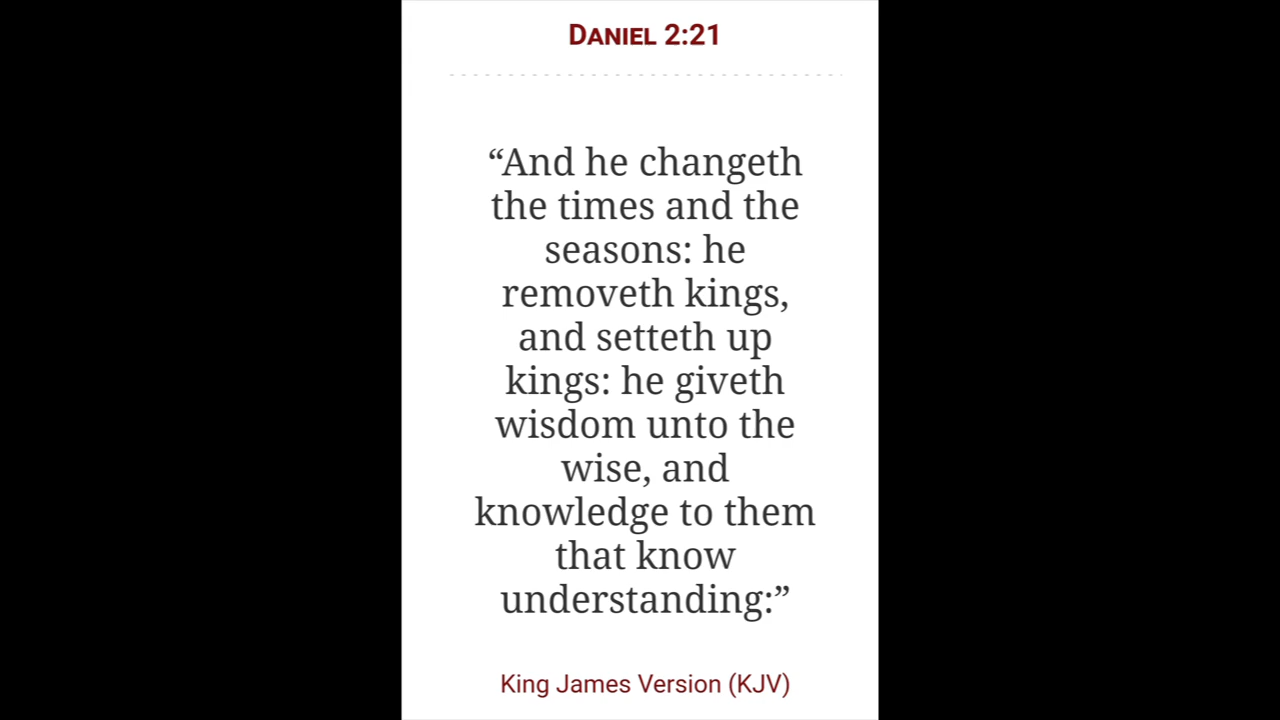 Daniel 2:21
“And he changeth
the times and the
seasons: he
removeth kings,
and setteth up
kings: he giveth
wisdom unto the
wise, and
knowledge to them
that know
understanding:”
King James Version (KJV)